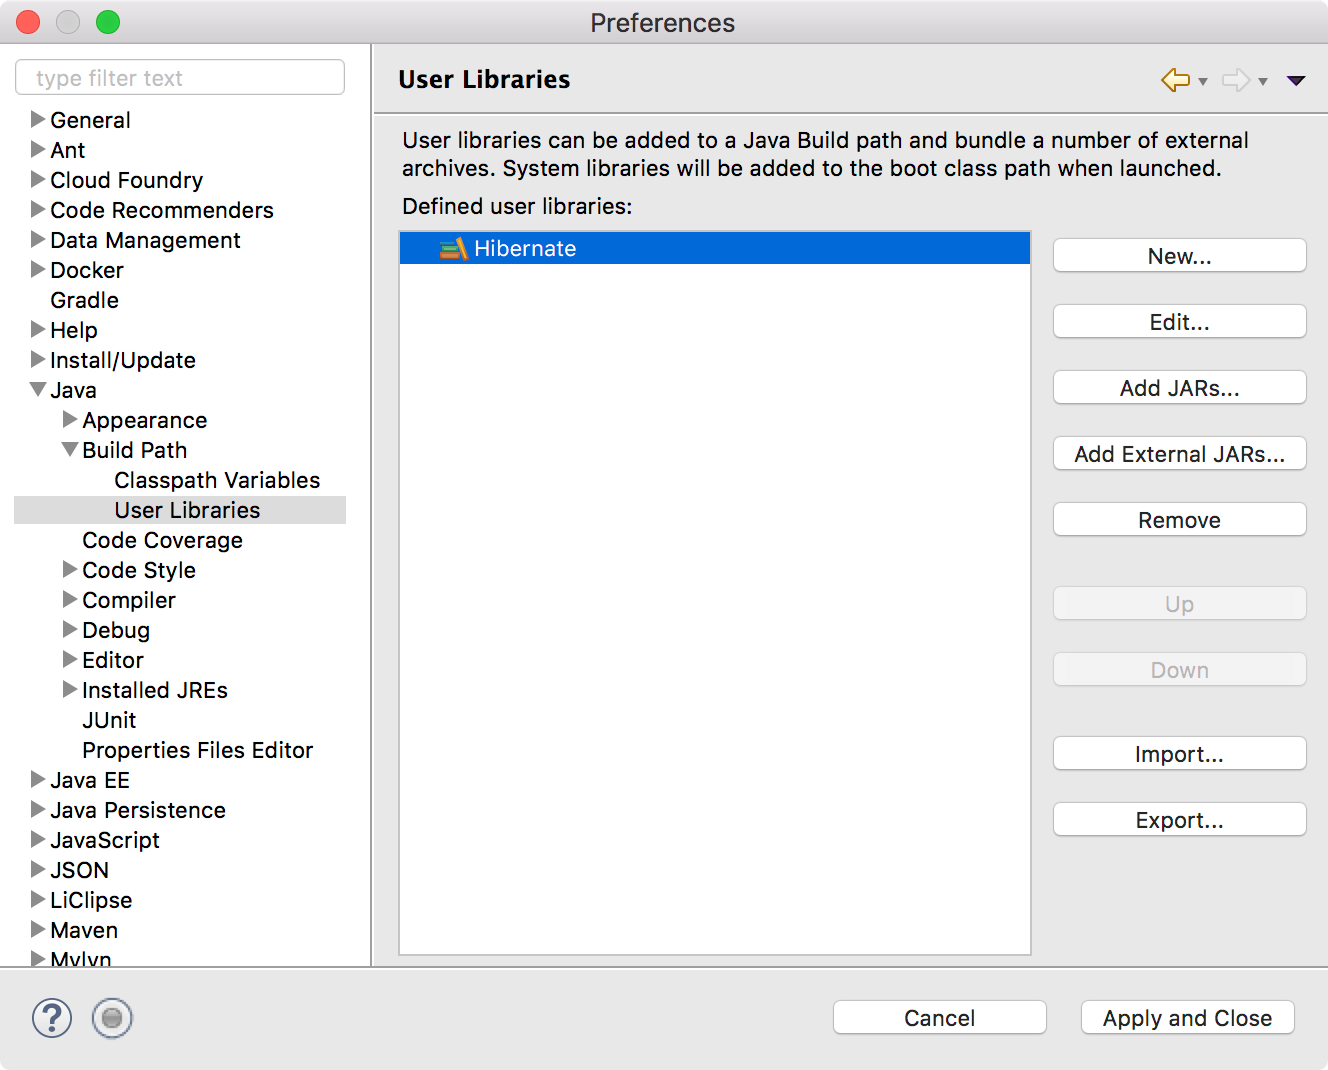 Preferences
type filter text
General
Ant
Cloud Foundry
Code Recommenders
Data Management
Docker
Gradle
Help
Install/Update
Java
Appearance
Build Path
Classpath Variables
User Libraries
Code Coverage
Code Style
Compiler
Debug
Editor
Installed JREs
JUnit
Properties Files Editor
Java EE
Java Persistence
JavaScript
JSON
LiClipse
Maven
Mylyn
User Libraries
User libraries can be added to a Java Build path and bundle a number of external
archives. System libraries will be added to the boot class path when launched.
Defined user libraries:
Hibernate
New...
Edit...
Add JARs...
Add External JARs...
Remove
Up
Down
Import...
Export...
?
Cancel
Apply and Close